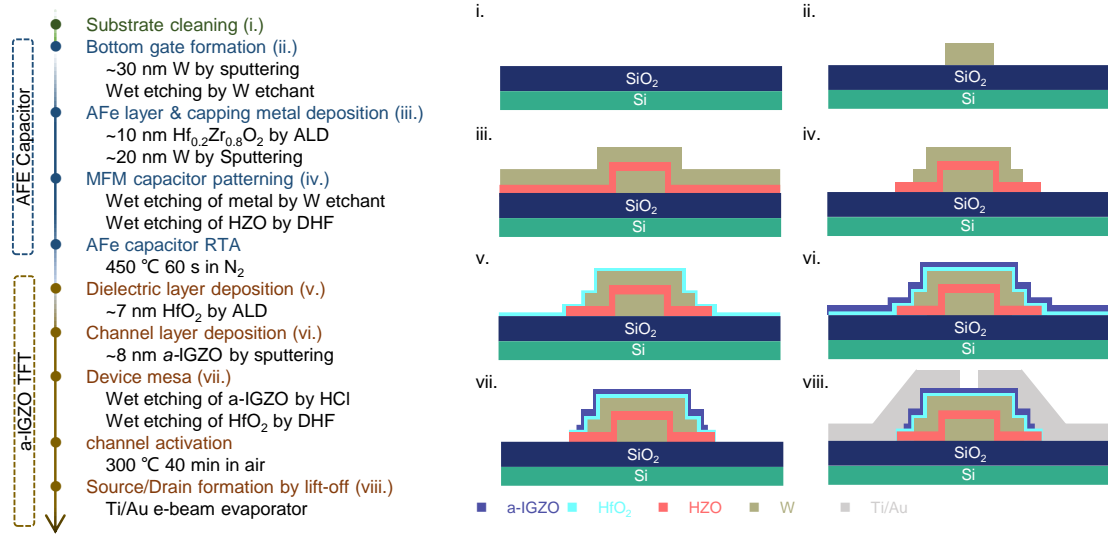 AFE Capacitor
a-IGZO TFT
Substrate cleaning (i.)
Bottom gate formation (ii.)
~30 nm W by sputtering
Wet etching by W etchant
AFe layer & capping metal deposition (iii.)
~10 nm Hf0.2Zr0.8O2 by ALD
~20 nm W by Sputtering
MFM capacitor patterning (iv.)
Wet etching of metal by W etchant
Wet etching of HZO by DHF
AFe capacitor RTA
450 ℃ 60 s in N2
Dielectric layer deposition (v.)
~7 nm HfO2 by ALD
Channel layer deposition (vi.)
~8 nm a-IGZO by sputtering
Device mesa (vii.)
Wet etching of a-IGZO by HCl
Wet etching of HfO2 by DHF
channel activation
300 ℃ 40 min in air
Source/Drain formation by lift-off (viii.)
Ti/Au e-beam evaporator
i.
SiO2
Si
ii.
SiO2
Si
iii.
SiO2
Si
iv.
SiO2
Si
v.
SiO2
Si
vi.
SiO2
Si
vii.
SiO2
Si
viii.
SiO2
Si
a-IGZO
HfO2
HZO
W
Ti/Au